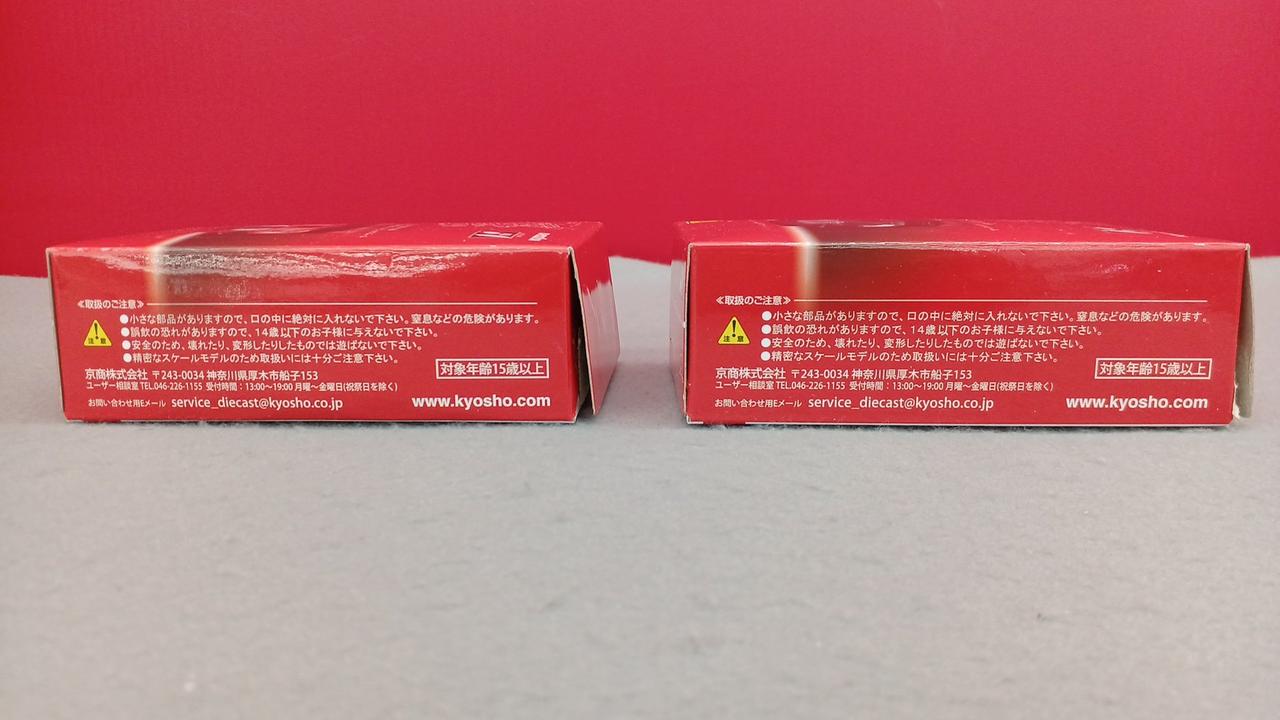 ≪取扱のご注意≫
●小さな部品がありますので、口の中に絶対に入れないで下さい。窒息などの危険があります。
●誤飲の恐れがありますので、14歳以下のお子様に与えないで下さい。
●安全のため、壊れたり、変形したりしたものでは遊ばないで下さい。
●精密なスケールモデルのため取扱いには十分ご注意下さい。
注意
対象年齢15歳以上
京商株式会社 〒243-0034 神奈川県厚木市船子153
ユーザー相談室 TEL.046-226-1155 受付時間：13:00〜19:00 月曜〜金曜日(祝祭日を除く)
お問い合わせ用Eメール service_diecast@kyosho.co.jp
www.kyosho.com
≪取扱のご注意≫
●小さな部品がありますので、口の中に絶対に入れないで下さい。窒息などの危険があります。
●誤飲の恐れがありますので、14歳以下のお子様に与えないで下さい。
●安全のため、壊れたり、変形したりしたものでは遊ばないで下さい。
●精密なスケールモデルのため取扱いには十分ご注意下さい。
注意
対象年齢15歳以上
京商株式会社 〒243-0034 神奈川県厚木市船子153
ユーザー相談室 TEL.046-226-1155 受付時間：13:00〜19:00 月曜〜金曜日(祝祭日を除く)
お問い合わせ用Eメール service_diecast@kyosho.co.jp
www.kyosho.com